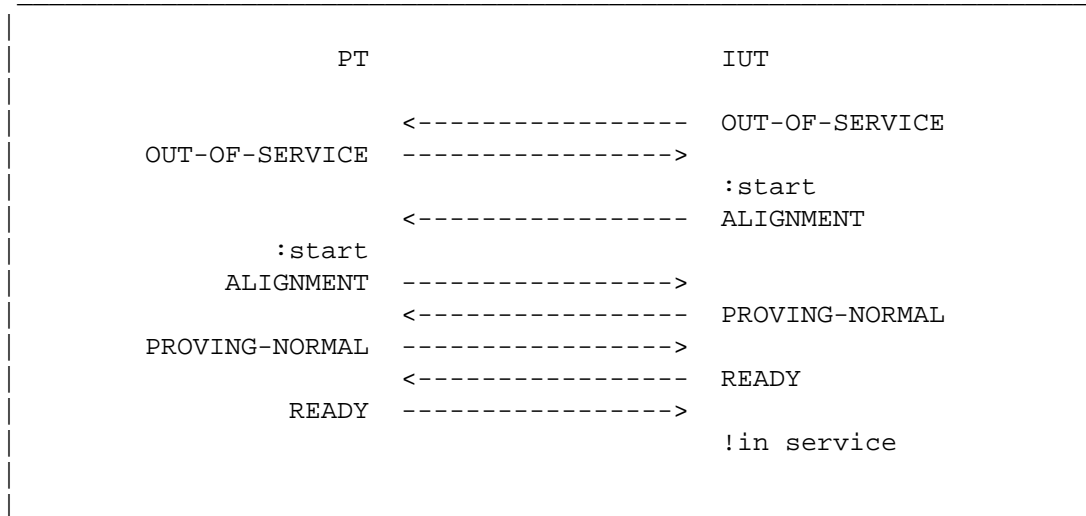 PT IUT
<----------------- OUT-OF-SERVICE
OUT-OF-SERVICE ----------------->
:start
<----------------- ALIGNMENT
:start
ALIGNMENT ----------------->
<----------------- PROVING-NORMAL
PROVING-NORMAL ----------------->
<----------------- READY
READY ----------------->
!in service